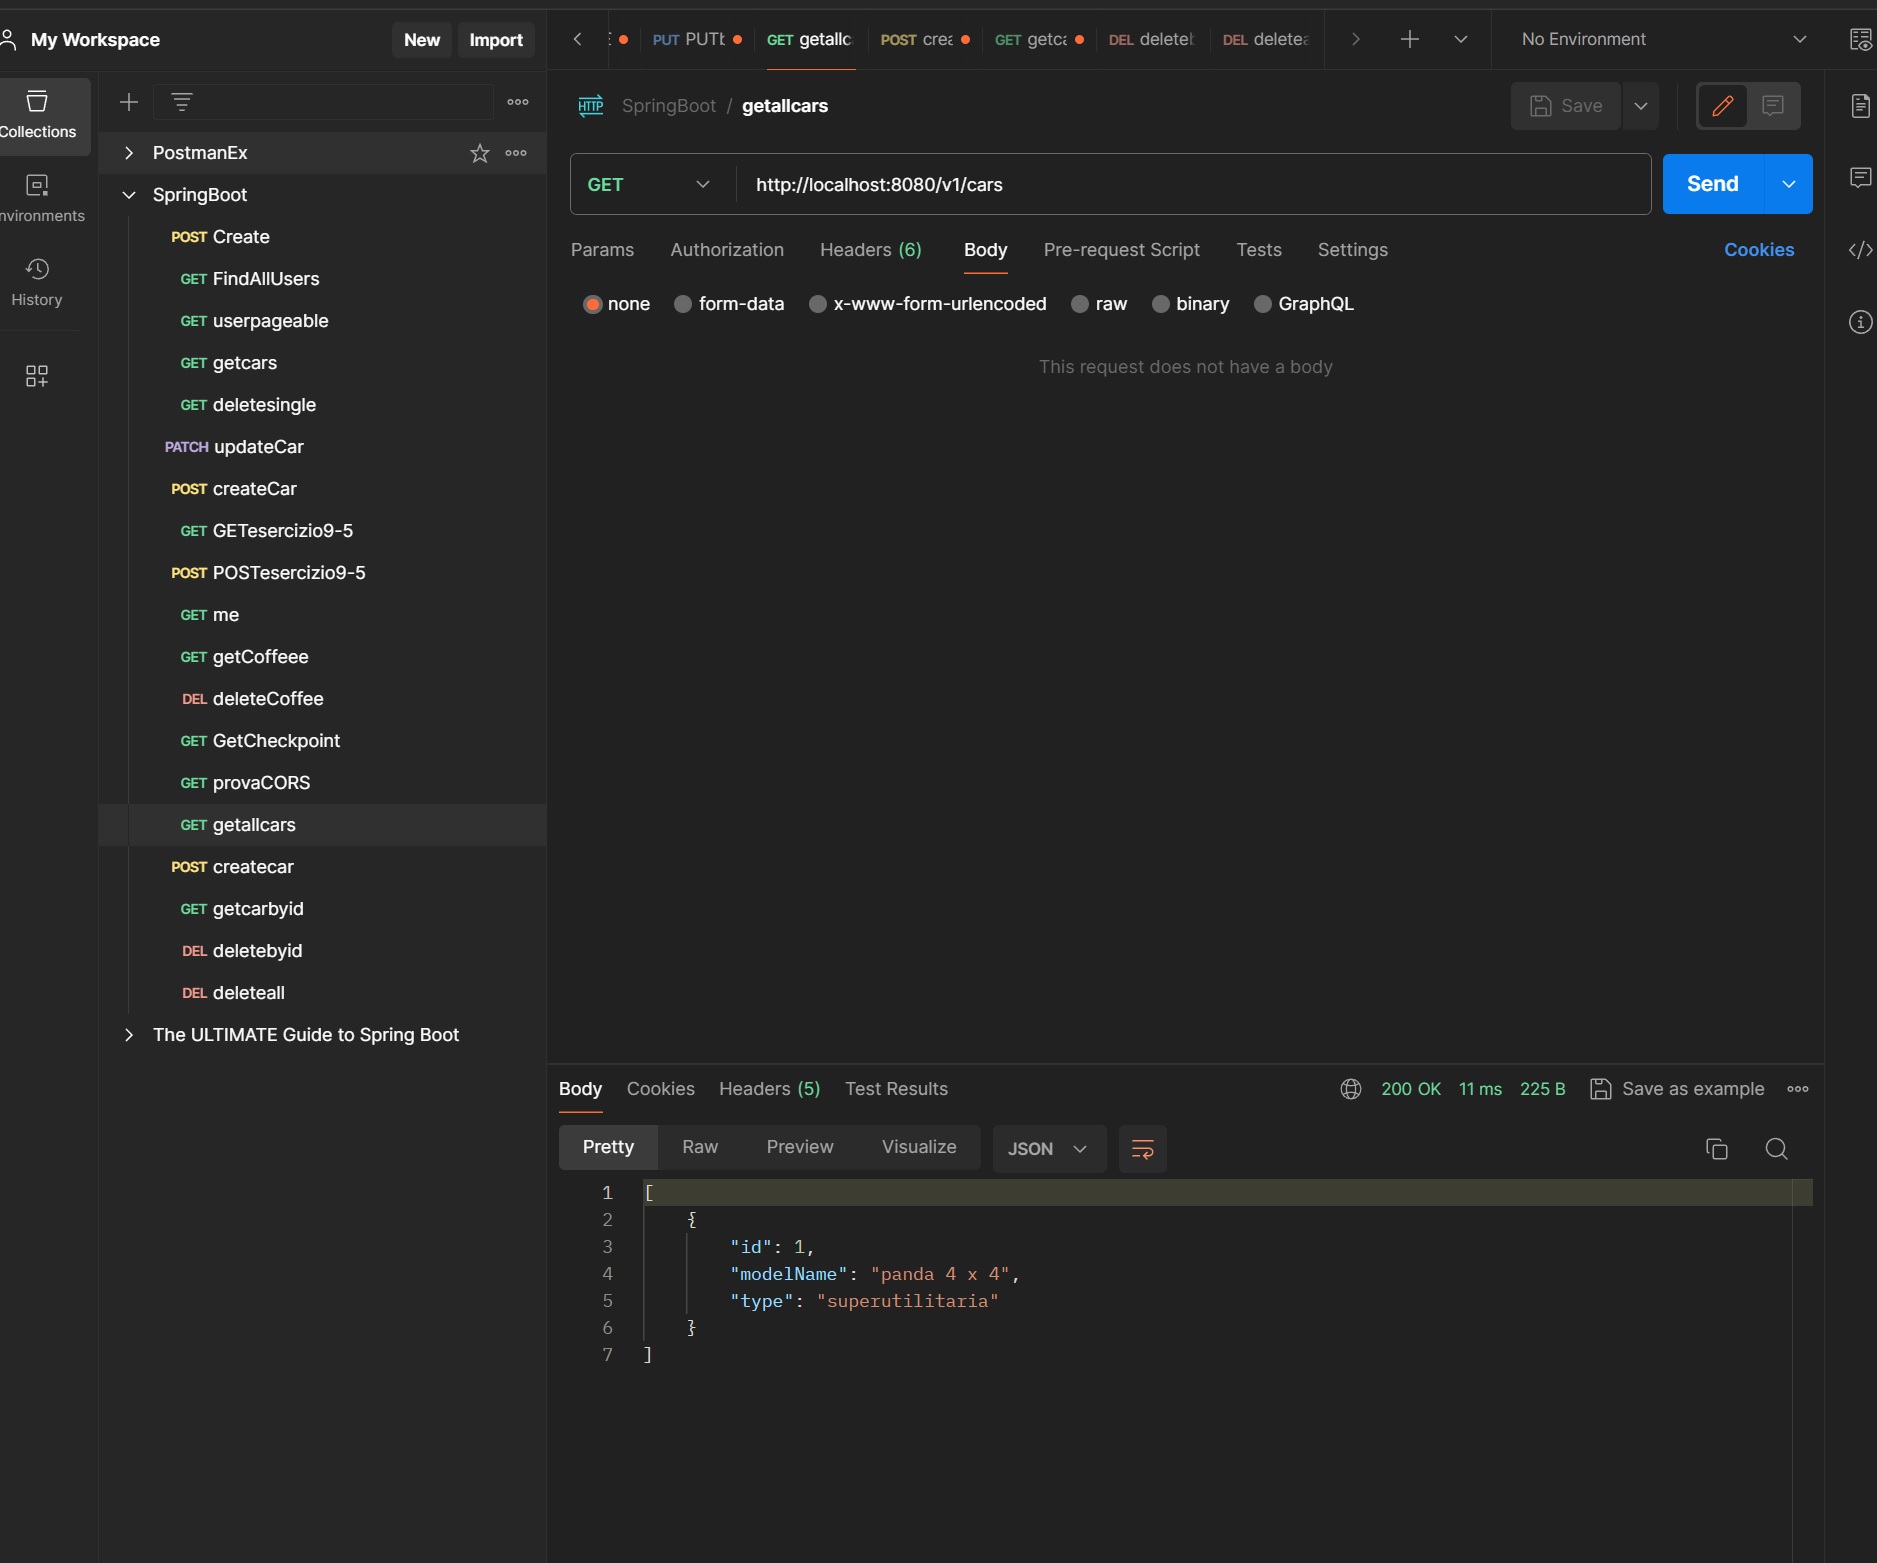 My Workspace
New
Import
PUT PUTt
GET getallc
POST crea
GET getca
DEL deleteb
DEL deletea
No Environment
Collections
nvironments
History
PostmanEx
SpringBoot
POST Create
GET FindAllUsers
GET userpageable
GET getcars
GET deletesingle
PATCH updateCar
POST createCar
GET GETesercizio9-5
POST POSTesercizio9-5
GET me
GET getCoffeee
DEL deleteCoffee
GET GetCheckpoint
GET provaCORS
GET getallcars
POST createcar
GET getcarbyid
DEL deletebyid
DEL deleteall
The ULTIMATE Guide to Spring Boot
HTTP SpringBoot / getallcars
Save
GET http://localhost:8080/v1/cars
Send
Params Authorization Headers (6) Body Pre-request Script Tests Settings Cookies
none form-data x-www-form-urlencoded raw binary GraphQL
This request does not have a body
Body Cookies Headers (5) Test Results 200 OK 11 ms 225 B Save as example
Pretty Raw Preview Visualize JSON
1 [
2 {
3 "id": 1,
4 "modelName": "panda 4 x 4",
5 "type": "superutilitaria"
6 }
7 ]